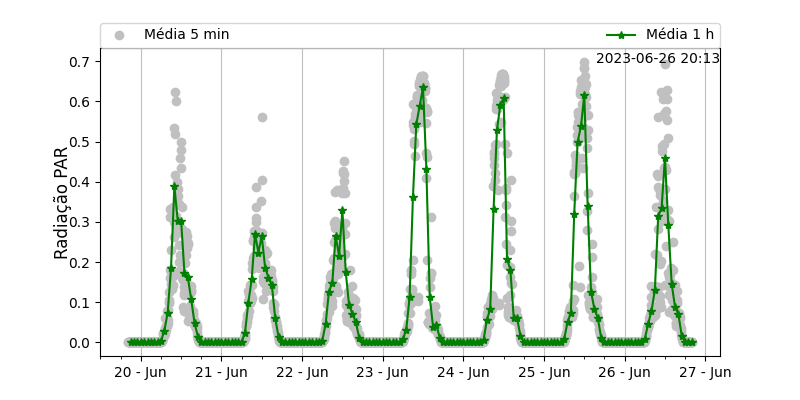 Média 5 min
Média 1 h
2023-06-26 20:13
Radiação PAR
0.7
0.6
0.5
0.4
0.3
0.2
0.1
0.0
20 - Jun
21 - Jun
22 - Jun
23 - Jun
24 - Jun
25 - Jun
26 - Jun
27 - Jun